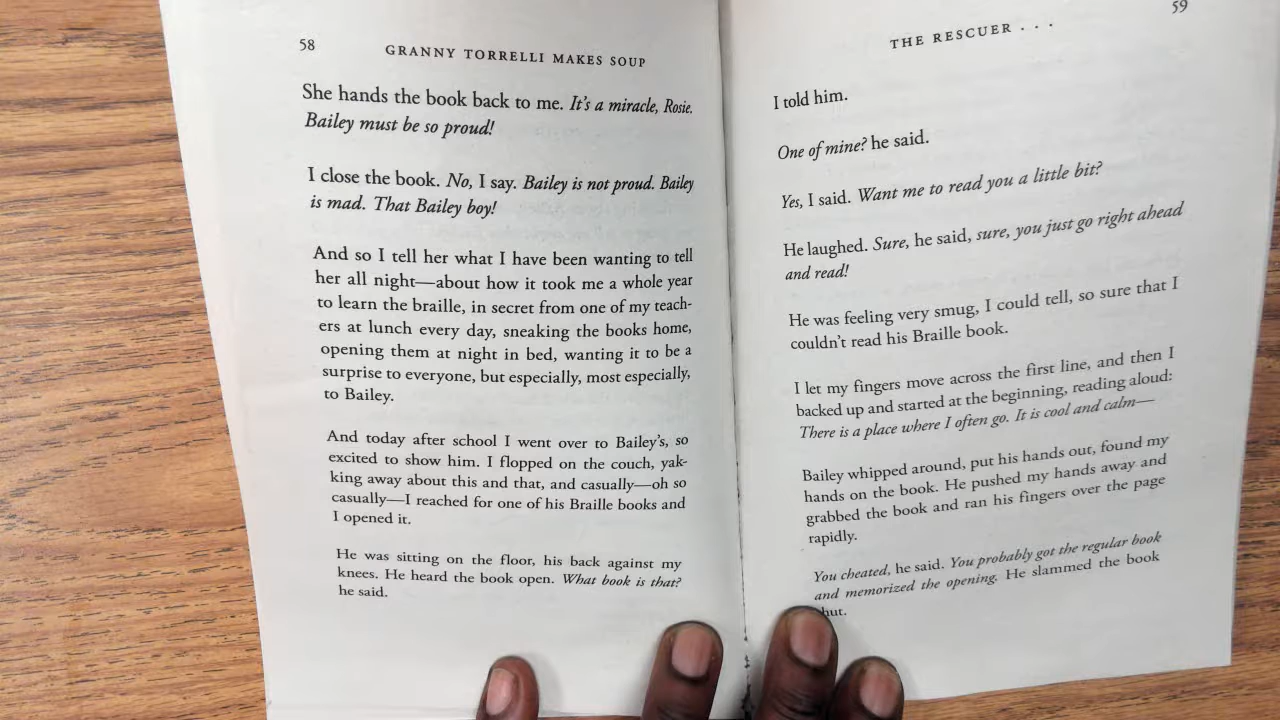 58
GRANNY TORRELLI MAKES SOUP
She hands the book back to me. It's a miracle, Rosie.
Bailey must be so proud!
I close the book. No, I say. Bailey is not proud. Bailey
is mad. That Bailey boy!
And so I tell her what I have been wanting to tell
her all night—about how it took me a whole year
to learn the braille, in secret from one of my teach-
ers at lunch every day, sneaking the books home,
opening them at night in bed, wanting it to be a
surprise to everyone, but especially, most especially,
to Bailey.
And today after school I went over to Bailey's, so
excited to show him. I flopped on the couch, yak-
king away about this and that, and casually—oh so
casually—I reached for one of his Braille books and
I opened it.
He was sitting on the floor, his back against my
knees. He heard the book open. What book is that?
he said.
THE RESCUER . . .
59
I told him.
One of mine? he said.
Yes, I said. Want me to read you a little bit?
He laughed. Sure, he said, sure, you just go right ahead
and read!
He was feeling very smug, I could tell, so sure that I
couldn't read his Braille book.
I let my fingers move across the first line, and then I
backed up and started at the beginning, reading aloud:
There is a place where I often go. It is cool and calm—
Bailey whipped around, put his hands out, found my
hands on the book. He pushed my hands away and
grabbed the book and ran his fingers over the page
rapidly.
You cheated, he said. You probably got the regular book
and memorized the opening. He slammed the book
shut.